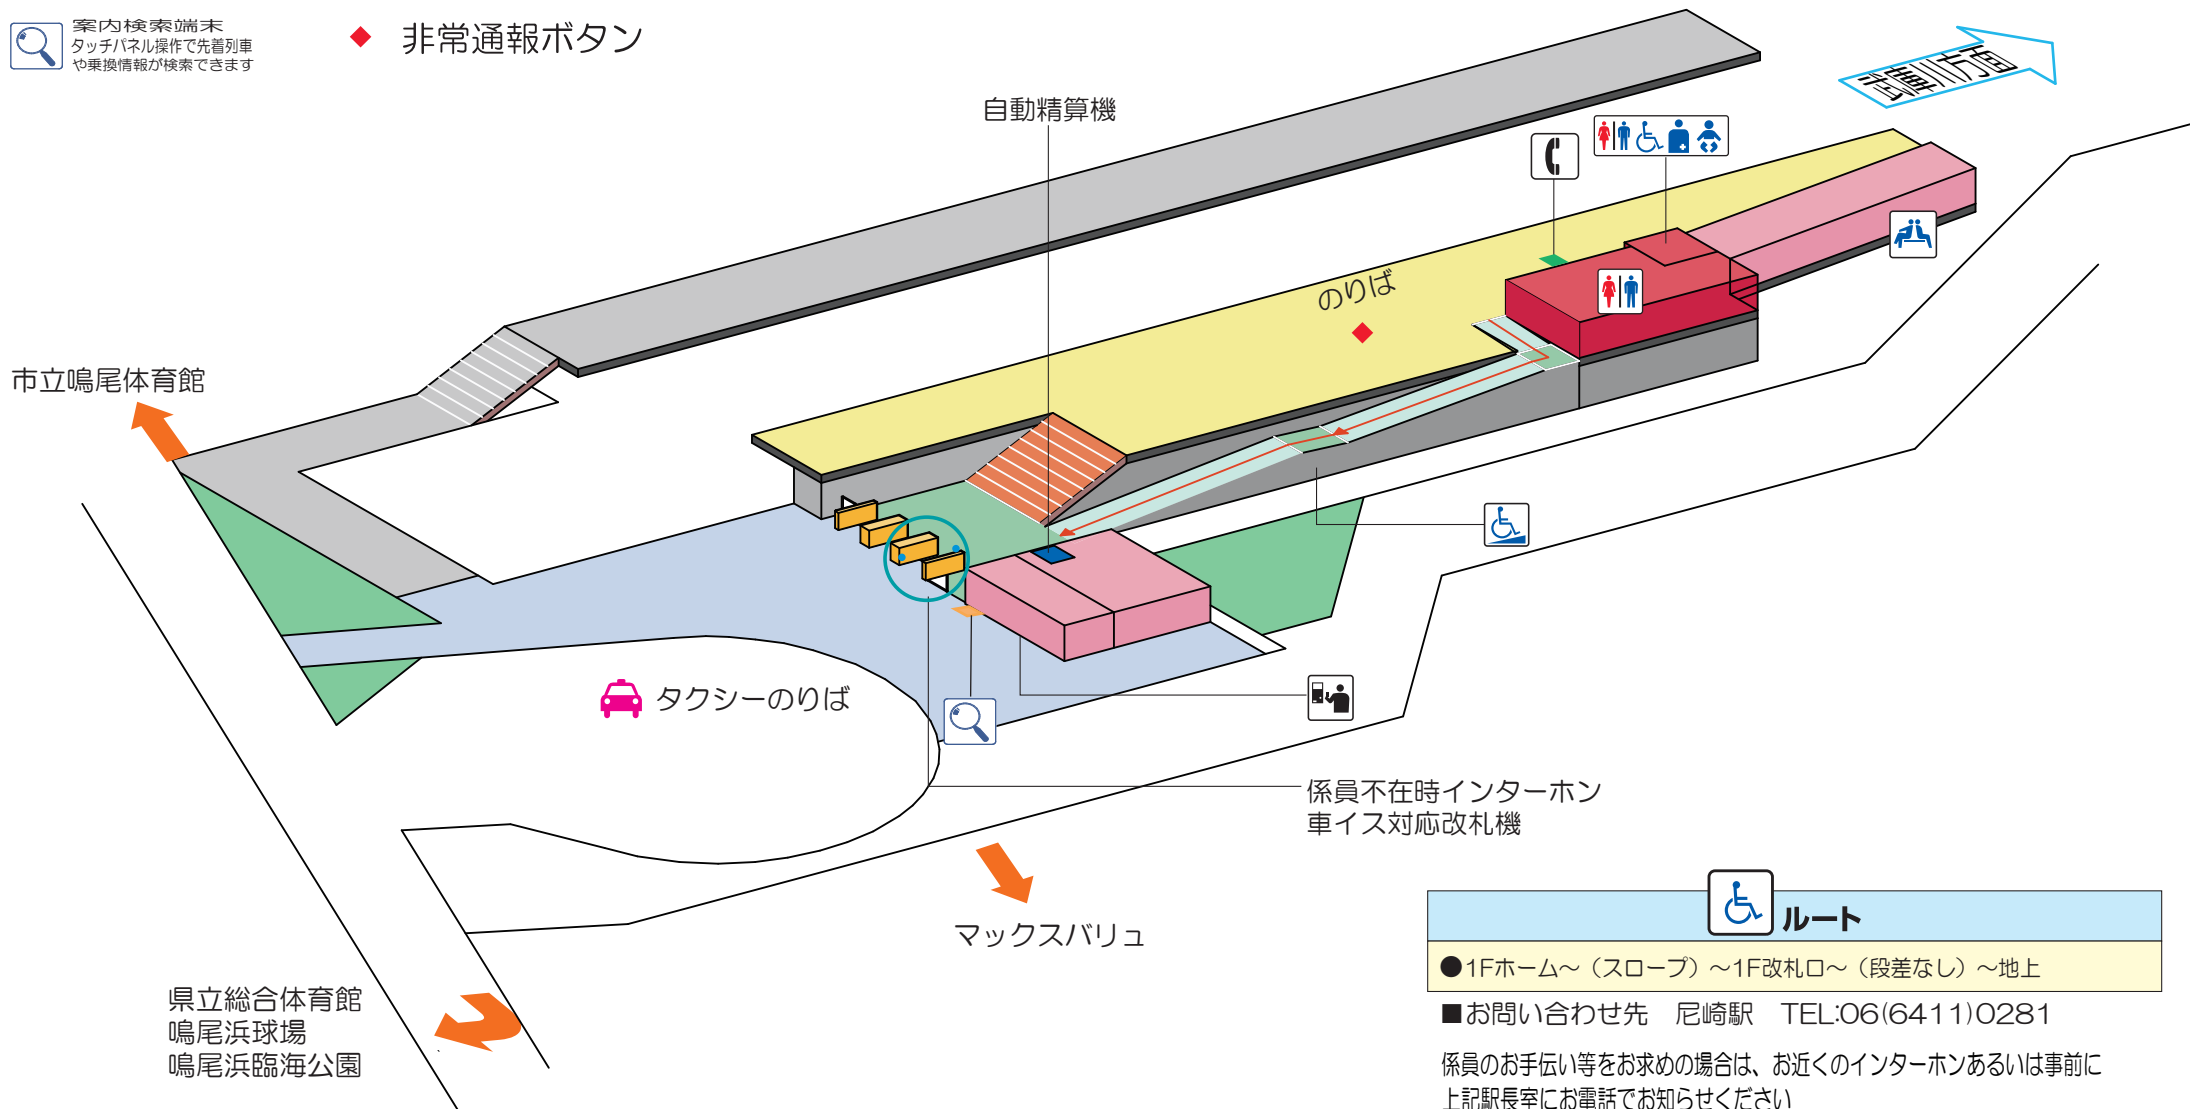 案内検索端末
タッチパネル操作で先着列車
や乗換情報が検索できます
非常通報ボタン
武庫川方面
自動精算機
のりば
市立鳴尾体育館
タクシーのりば
係員不在時インターホン
車イス対応改札機
マックスバリュ
県立総合体育館
鳴尾浜球場
鳴尾浜臨海公園
ルート
●1Fホーム～（スロープ）～1F改札口～（段差なし）～地上
■お問い合わせ先　尼崎駅　TEL:06(6411)0281
係員のお手伝い等をお求めの場合は、お近くのインターホンあるいは事前に
上記駅長室にお電話でお知らせください